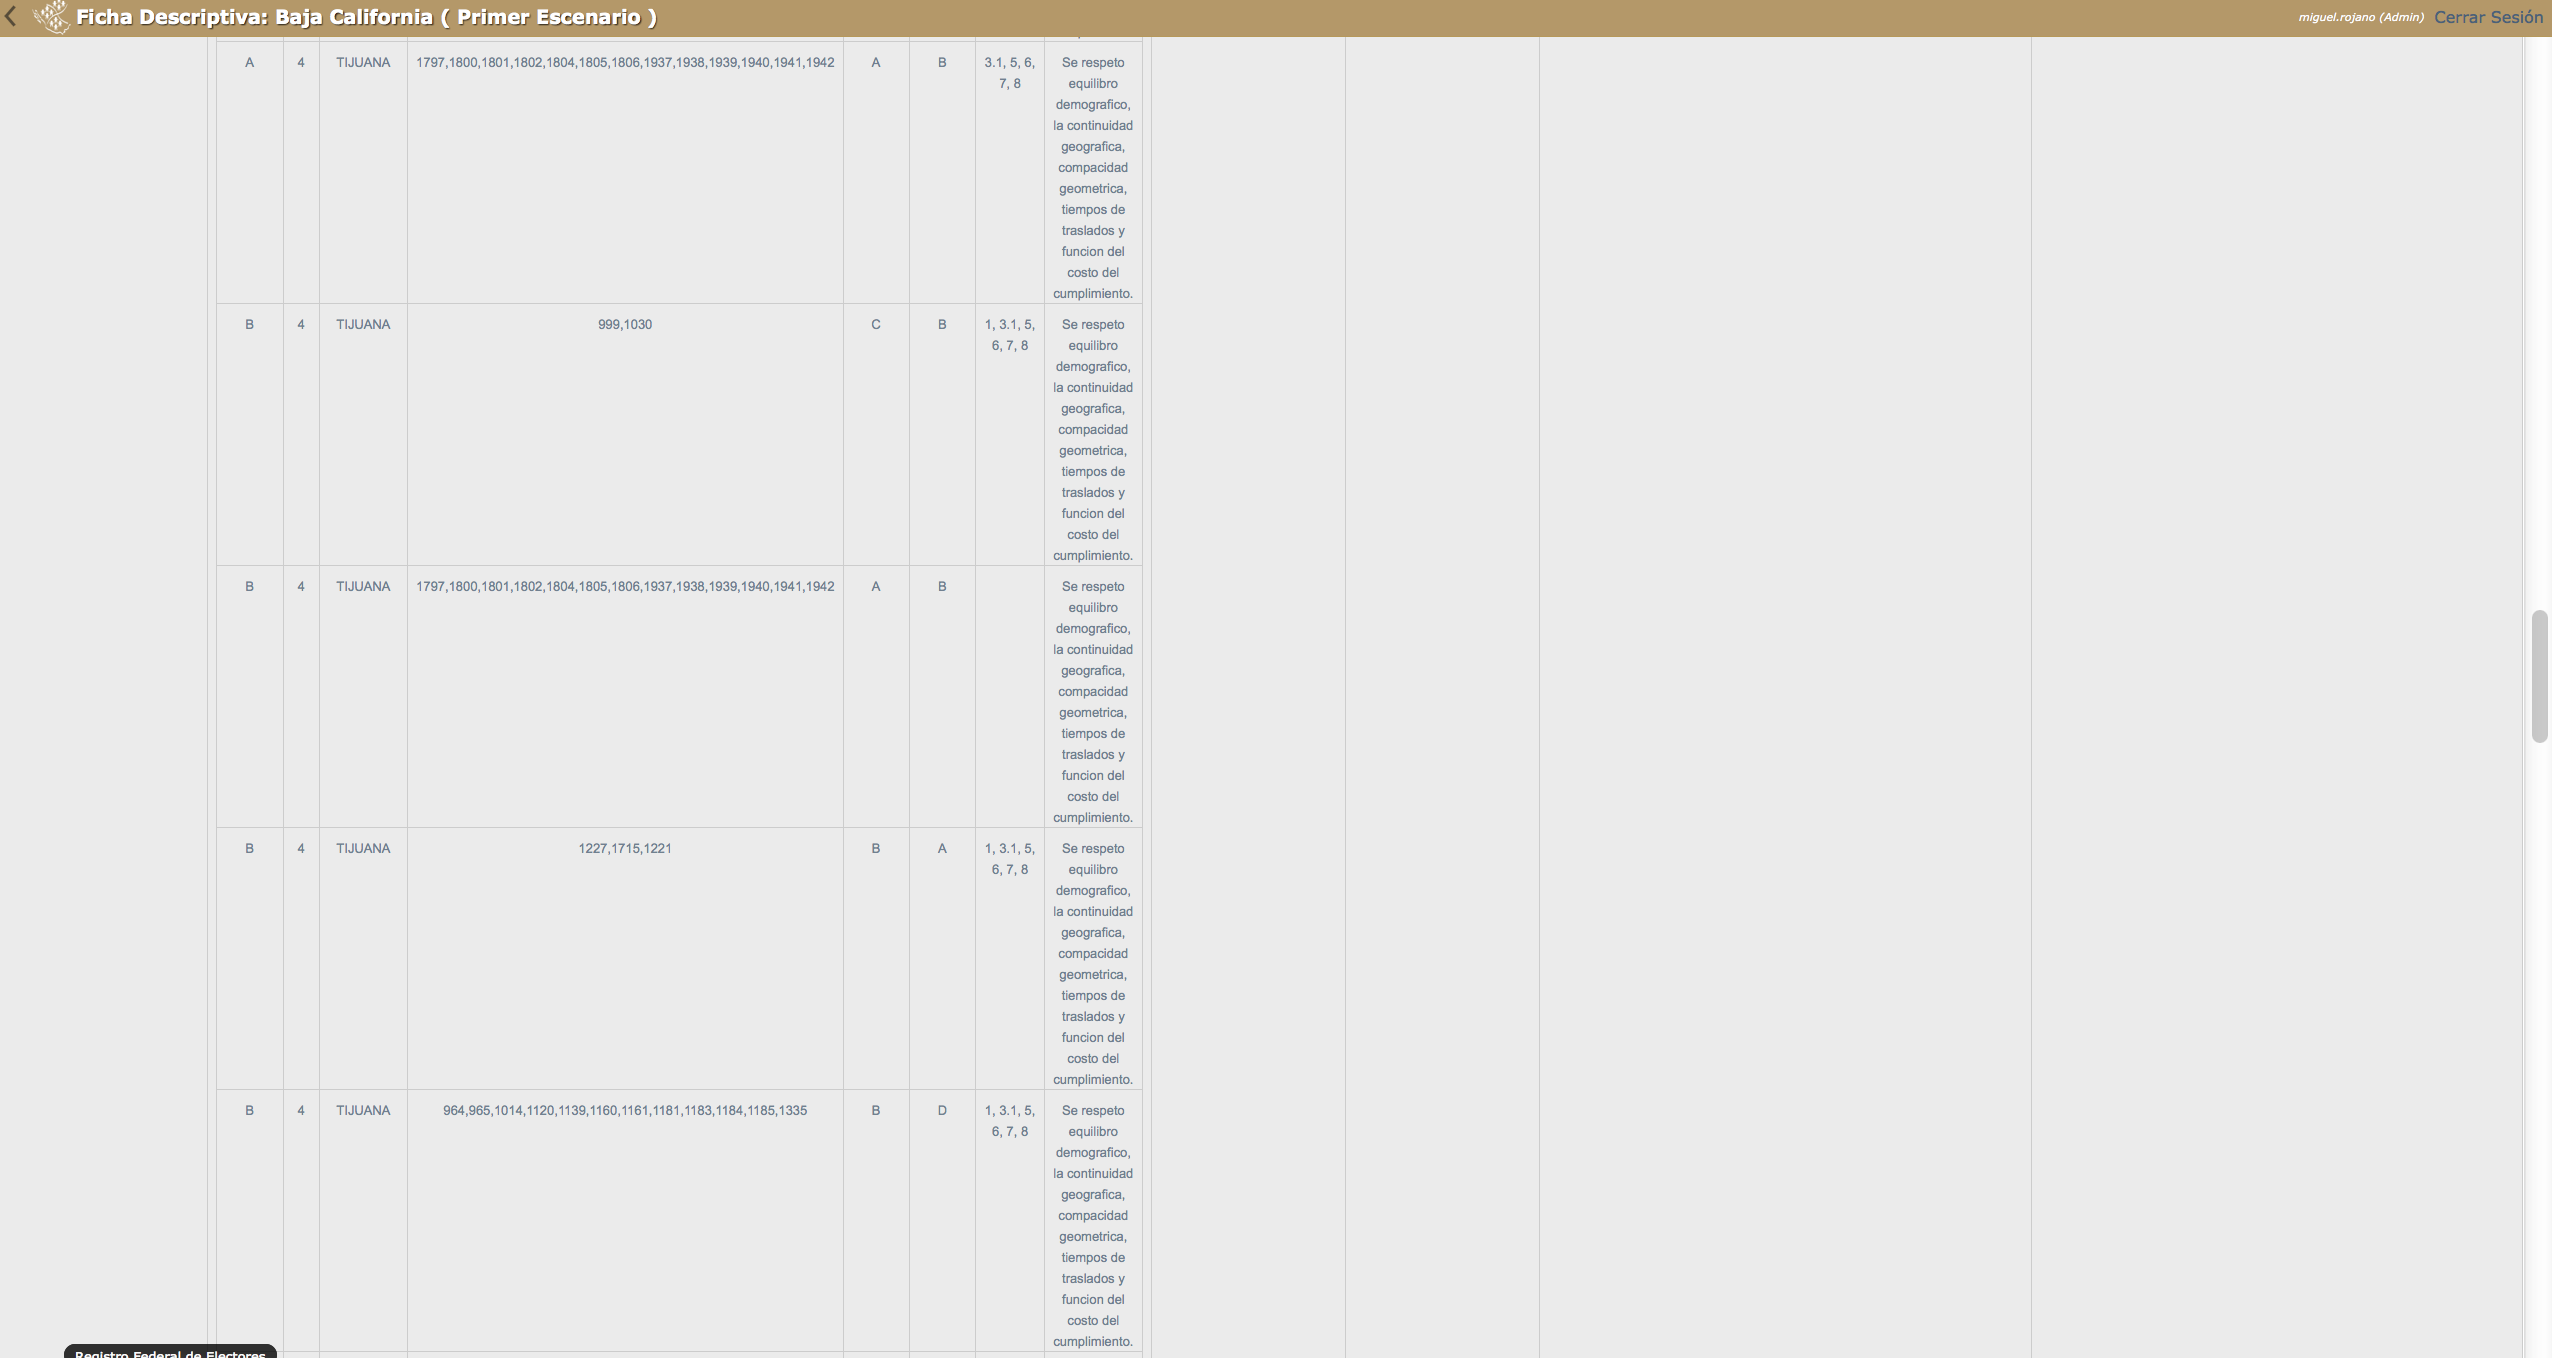 Ficha Descriptiva: Baja California ( Primer Escenario )
miguel.rojano (Admin) Cerrar Sesión
A 4 TIJUANA 1797,1800,1801,1802,1804,1805,1806,1937,1938,1939,1940,1941,1942 A B 3.1, 5, 6, Se respeto
7, 8 equilibro
demografico,
la continuidad
geografica,
compacidad
geometrica,
tiempos de
traslados y
funcion del
costo del
cumplimiento.
B 4 TIJUANA 999,1030 C B 1, 3.1, 5, Se respeto
6, 7, 8 equilibro
demografico,
la continuidad
geografica,
compacidad
geometrica,
tiempos de
traslados y
funcion del
costo del
cumplimiento.
B 4 TIJUANA 1797,1800,1801,1802,1804,1805,1806,1937,1938,1939,1940,1941,1942 A B Se respeto
equilibro
demografico,
la continuidad
geografica,
compacidad
geometrica,
tiempos de
traslados y
funcion del
costo del
cumplimiento.
B 4 TIJUANA 1227,1715,1221 B A 1, 3.1, 5, Se respeto
6, 7, 8 equilibro
demografico,
la continuidad
geografica,
compacidad
geometrica,
tiempos de
traslados y
funcion del
costo del
cumplimiento.
B 4 TIJUANA 964,965,1014,1120,1139,1160,1161,1181,1183,1184,1185,1335 B D 1, 3.1, 5, Se respeto
6, 7, 8 equilibro
demografico,
la continuidad
geografica,
compacidad
geometrica,
tiempos de
traslados y
funcion del
costo del
cumplimiento.
Registro Federal de Electores